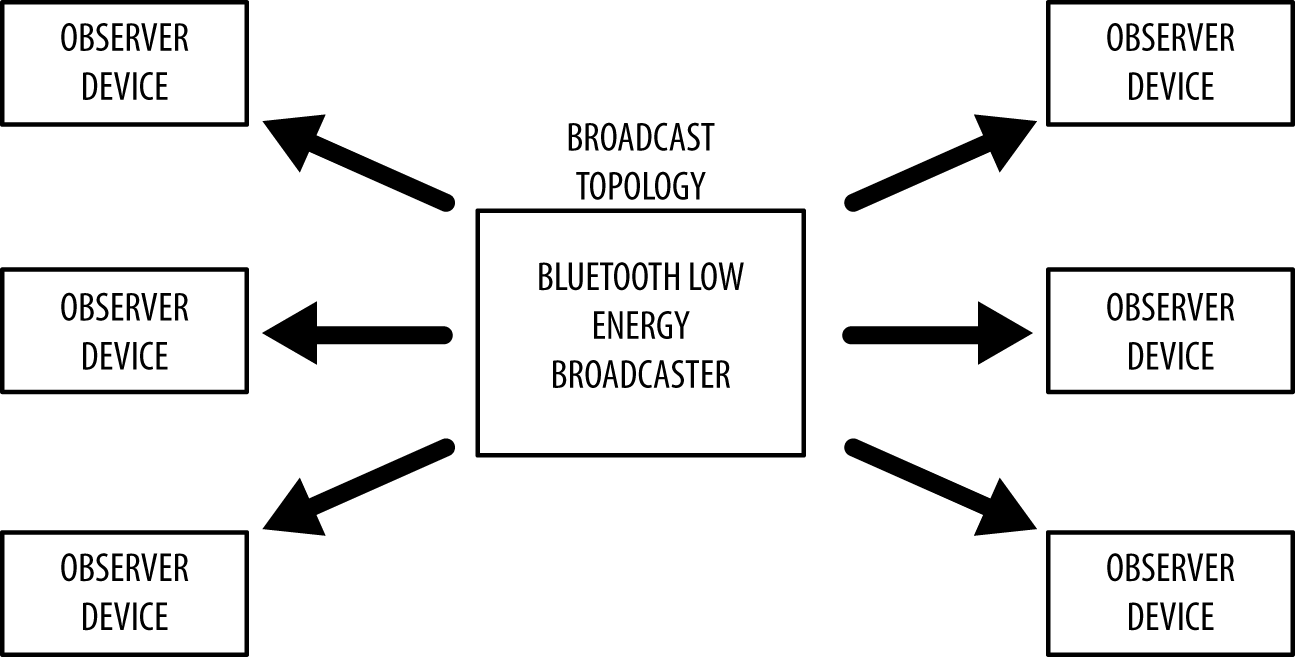 OBSERVER
DEVICE
OBSERVER
DEVICE
BROADCAST
TOPOLOGY
BLUETOOTH LOW
ENERGY
BROADCASTER
OBSERVER
DEVICE
OBSERVER
DEVICE
OBSERVER
DEVICE
OBSERVER
DEVICE